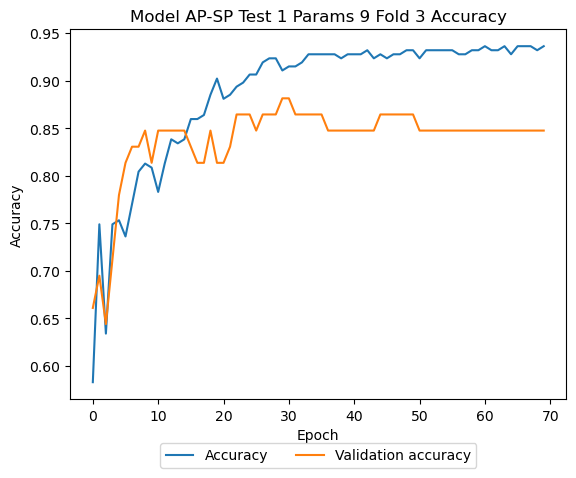 Model AP-SP Test 1 Params 9 Fold 3 Accuracy
0.95
0.90
0.85
0.80
0.75
0.70
0.65
0.60
Accuracy
0 10 20 30 40 50 60 70
Epoch
Accuracy Validation accuracy